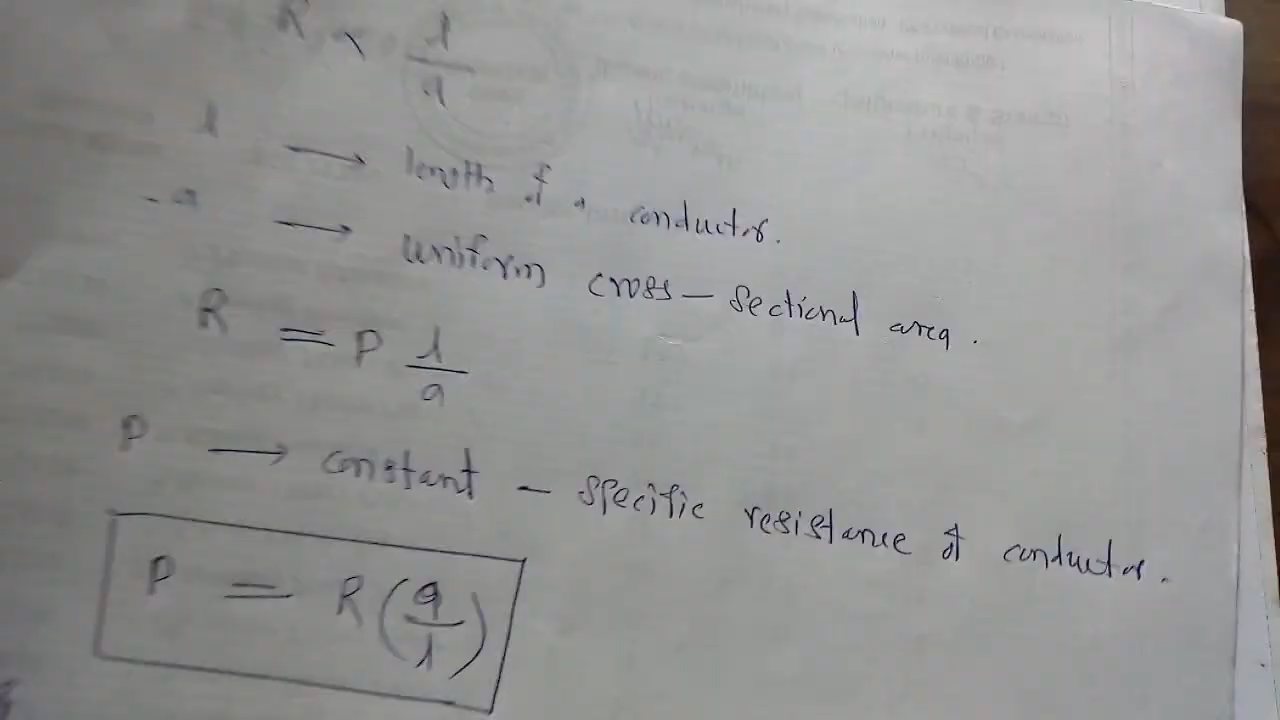 R ∝ l/a
l → length of a conductor.
- a → uniform cross - sectional area.
R = ρ l/a
ρ → constant - specific resistance of conductor.
ρ = R(a/l)